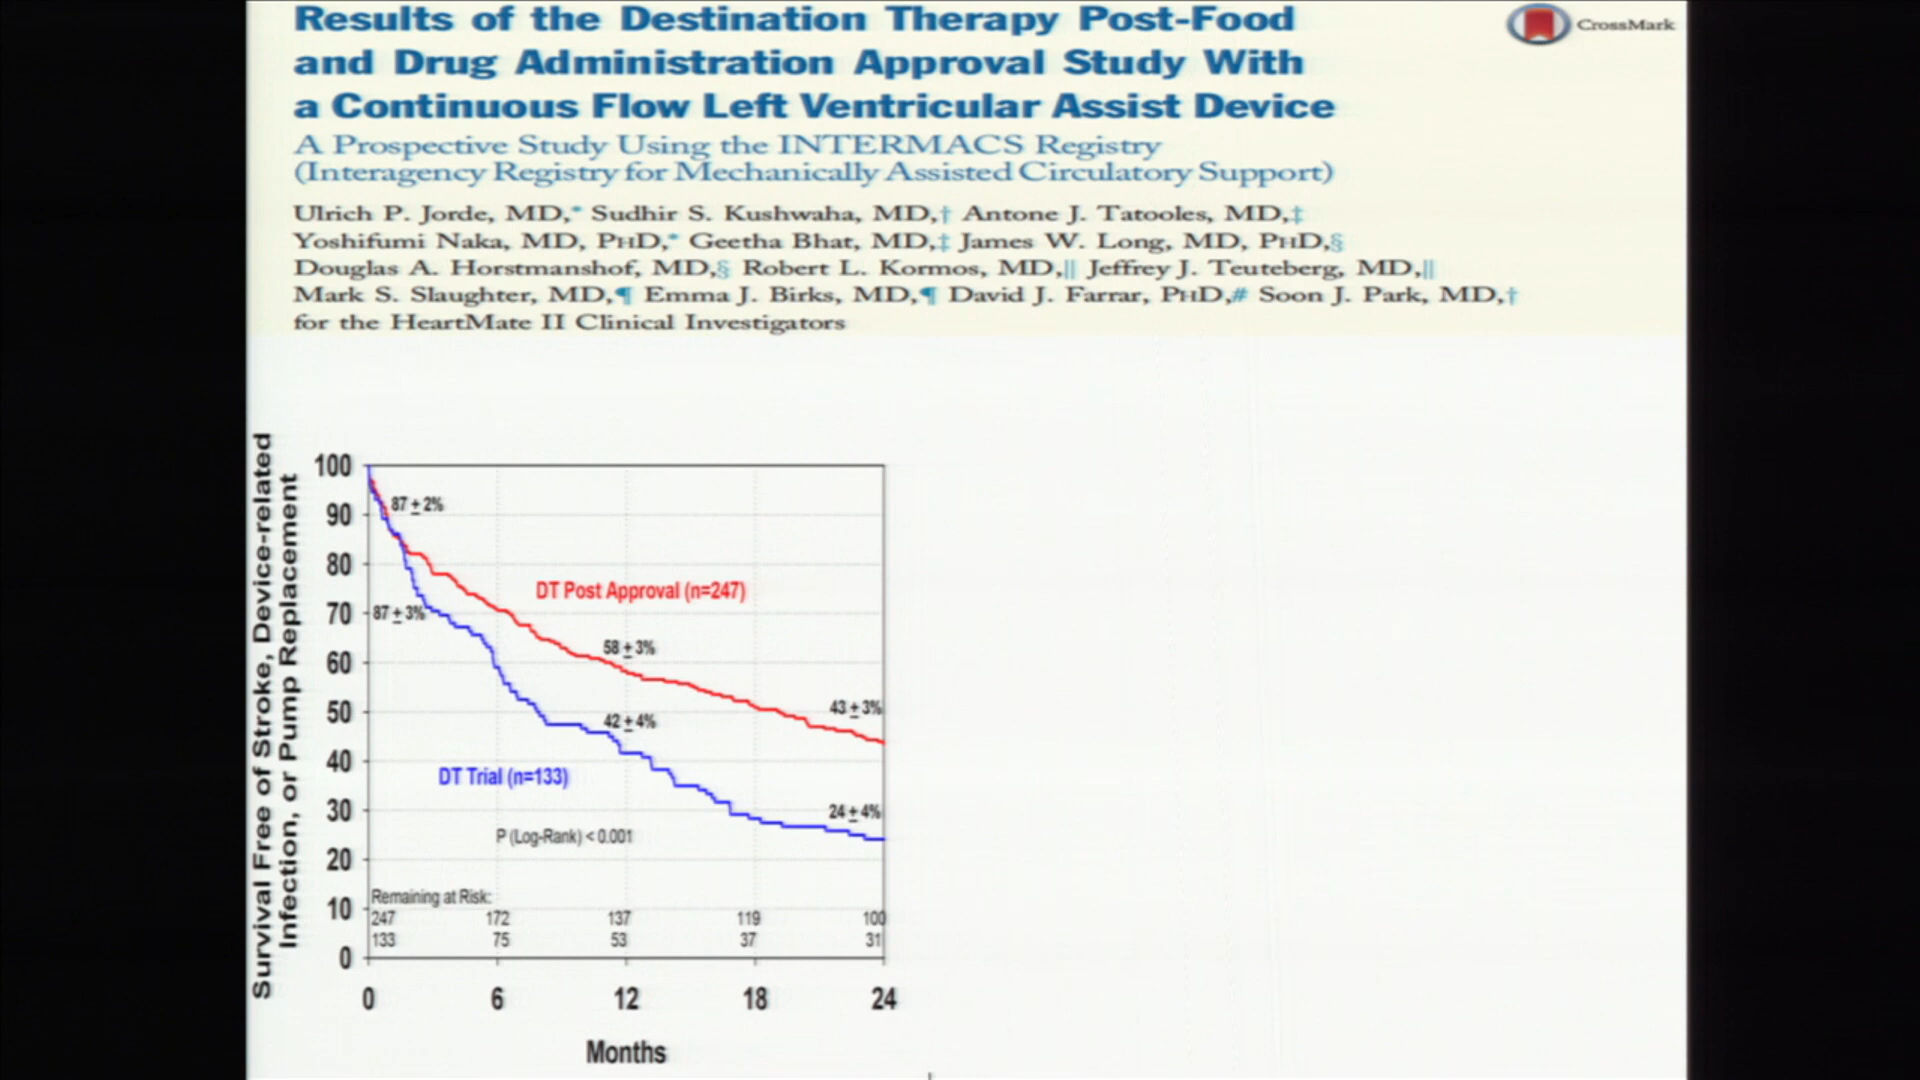 Results of the Destination Therapy Post-Food
and Drug Administration Approval Study With
a Continuous Flow Left Ventricular Assist Device
CrossMark
A Prospective Study Using the INTERMACS Registry
(Interagency Registry for Mechanically Assisted Circulatory Support)
Ulrich P. Jorde, MD,* Sudhir S. Kushwaha, MD,† Antone J. Tatooles, MD,‡
Yoshifumi Naka, MD, PHD,* Geetha Bhat, MD,‡ James W. Long, MD, PHD,§
Douglas A. Horstmanshof, MD,§ Robert L. Kormos, MD,|| Jeffrey J. Teuteberg, MD,||
Mark S. Slaughter, MD,¶ Emma J. Birks, MD,¶ David J. Farrar, PHD,# Soon J. Park, MD,†
for the HeartMate II Clinical Investigators
Survival Free of Stroke, Device-related
Infection, or Pump Replacement
100
90
80
70
60
50
40
30
20
10
0
87 ± 2%
87 ± 3%
DT Post Approval (n=247)
58 ± 3%
43 ± 3%
42 ± 4%
DT Trial (n=133)
24 ± 4%
P (Log-Rank) < 0.001
Remaining at Risk:
247 172 137 119 100
133 75 53 37 31
0 6 12 18 24
Months